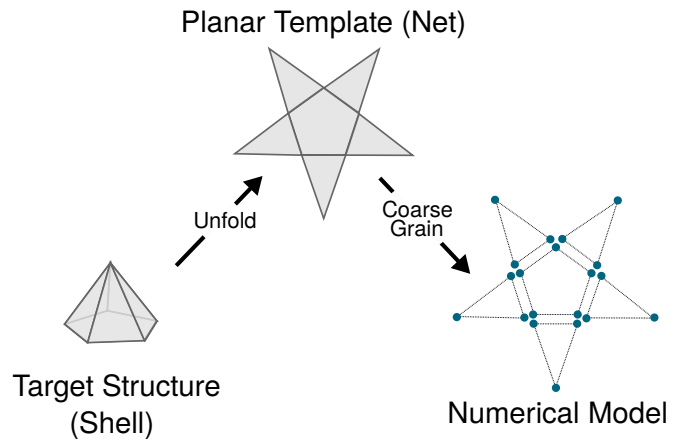 Planar Template (Net)
Unfold
Coarse
Grain
Target Structure
(Shell)
Numerical Model